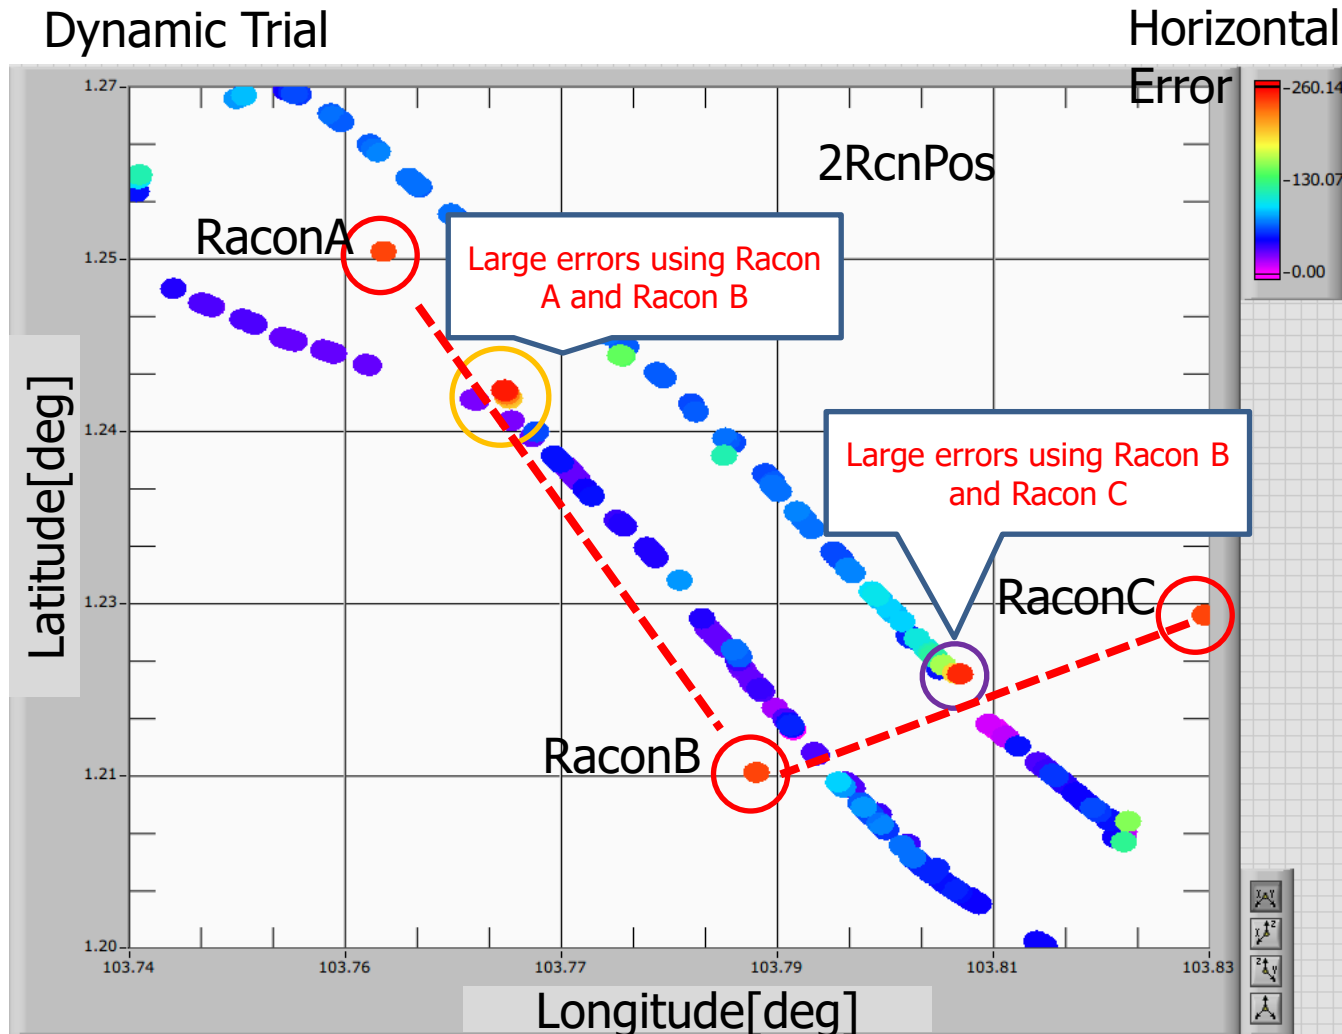 Dynamic Trial
Horizontal
Error
260.14
130.07
0.00
2RcnPos
RaconA
Large errors using Racon
A and Racon B
Large errors using Racon B
and Racon C
RaconC
RaconB
Latitude[deg]
1.27
1.25
1.24
1.23
1.21
1.20
103.74
103.76
103.77
103.79
103.81
103.83
Longitude[deg]